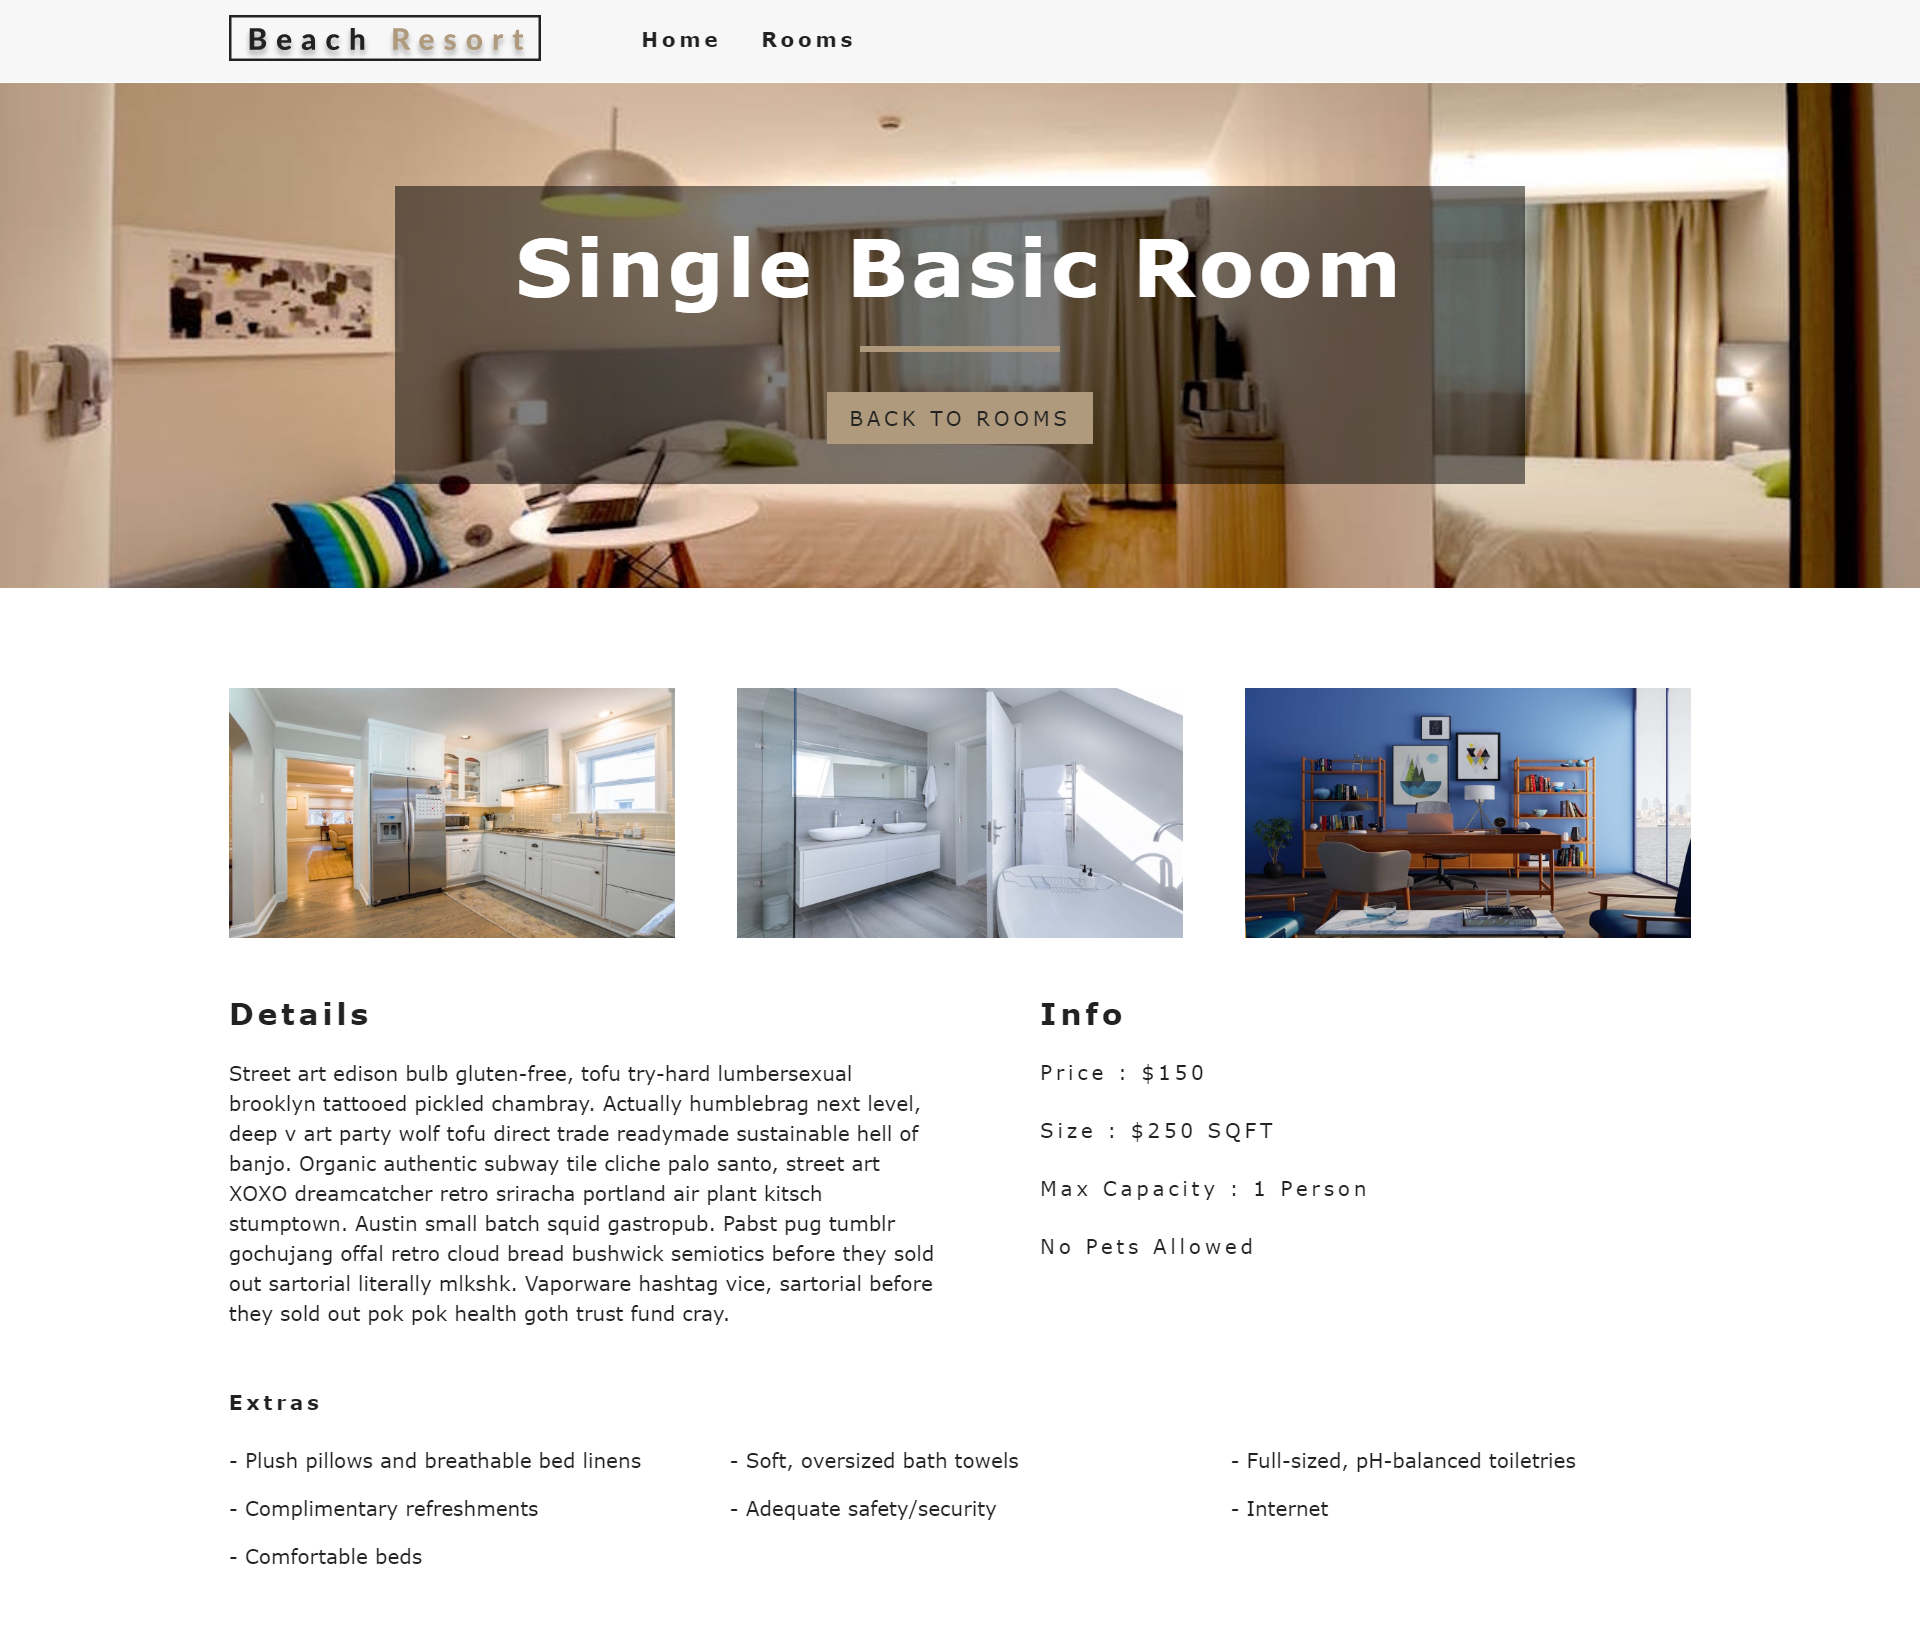 Beach Resort
Home Rooms
Single Basic Room
BACK TO ROOMS
Details
Street art edison bulb gluten-free, tofu try-hard lumbersexual
brooklyn tattooed pickled chambray. Actually humblebrag next level,
deep v art party wolf tofu direct trade readymade sustainable hell of
banjo. Organic authentic subway tile cliche palo santo, street art
XOXO dreamcatcher retro sriracha portland air plant kitsch
stumptown. Austin small batch squid gastropub. Pabst pug tumblr
gochujang offal retro cloud bread bushwick semiotics before they sold
out sartorial literally mlkshk. Vaporware hashtag vice, sartorial before
they sold out pok pok health goth trust fund cray.
Info
Price : $150
Size : $250 SQFT
Max Capacity : 1 Person
No Pets Allowed
Extras
- Plush pillows and breathable bed linens
- Soft, oversized bath towels
- Full-sized, pH-balanced toiletries
- Complimentary refreshments
- Adequate safety/security
- Internet
- Comfortable beds